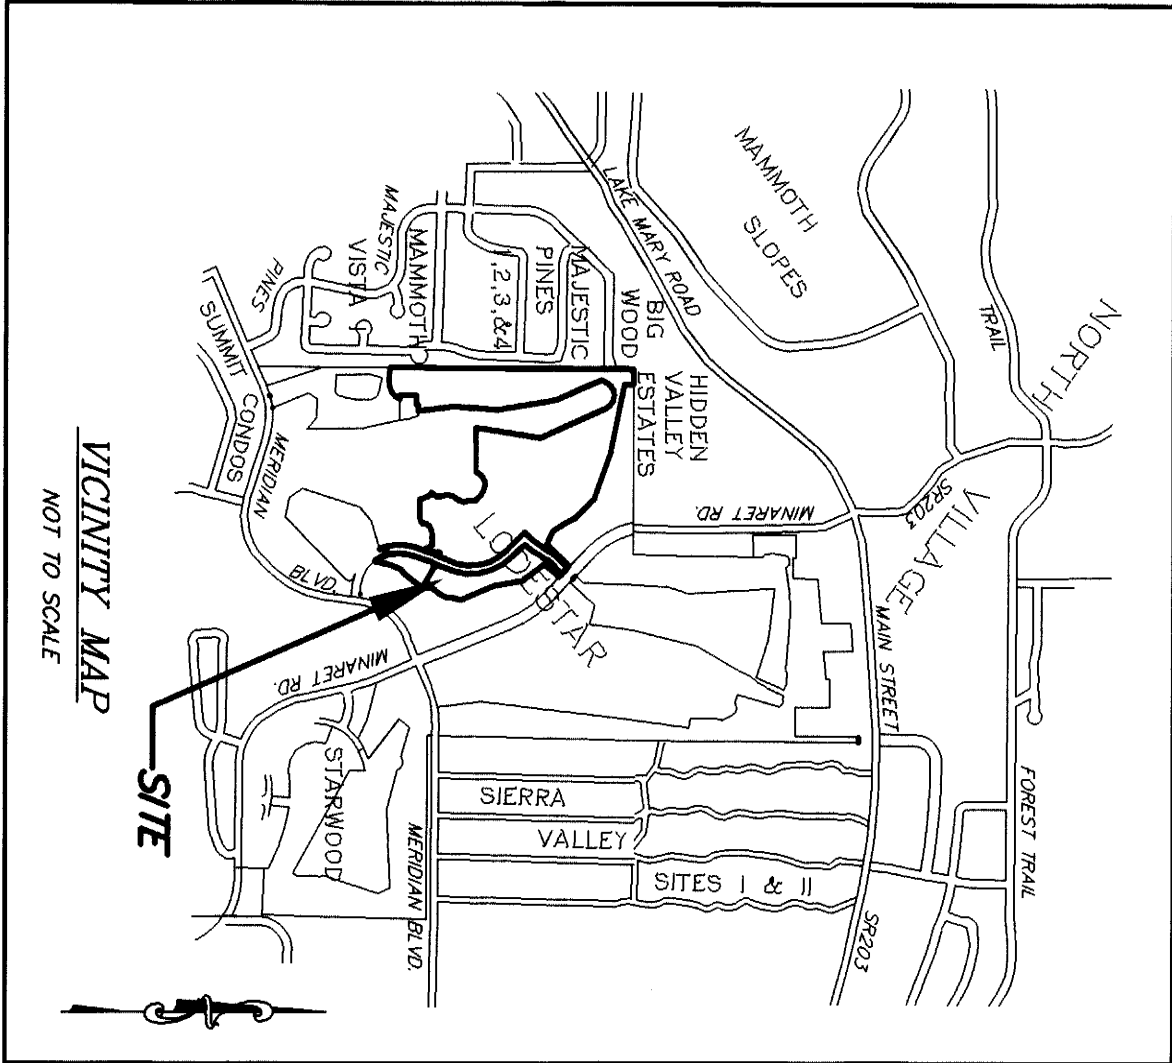 NORTH
VILLAGE
TRAIL
MAMMOTH
SLOPES
LAKE MARY ROAD
SR203
MAIN STREET
FOREST TRAIL
SR203
BIG
WOOD
ESTATES
HIDDEN
VALLEY
MINARET RD.
MAJESTIC
PINES
1,2,3,&4
MAMMOTH
VISTA 1
MAJESTIC
PINES
SUMMIT CONDOS
MERIDIAN
BLVD.
LODESTAR
MINARET RD.
SIERRA
VALLEY
SITES I & II
STARWOOD
MERIDIAN BLVD.
SITE
VICINITY MAP
NOT TO SCALE